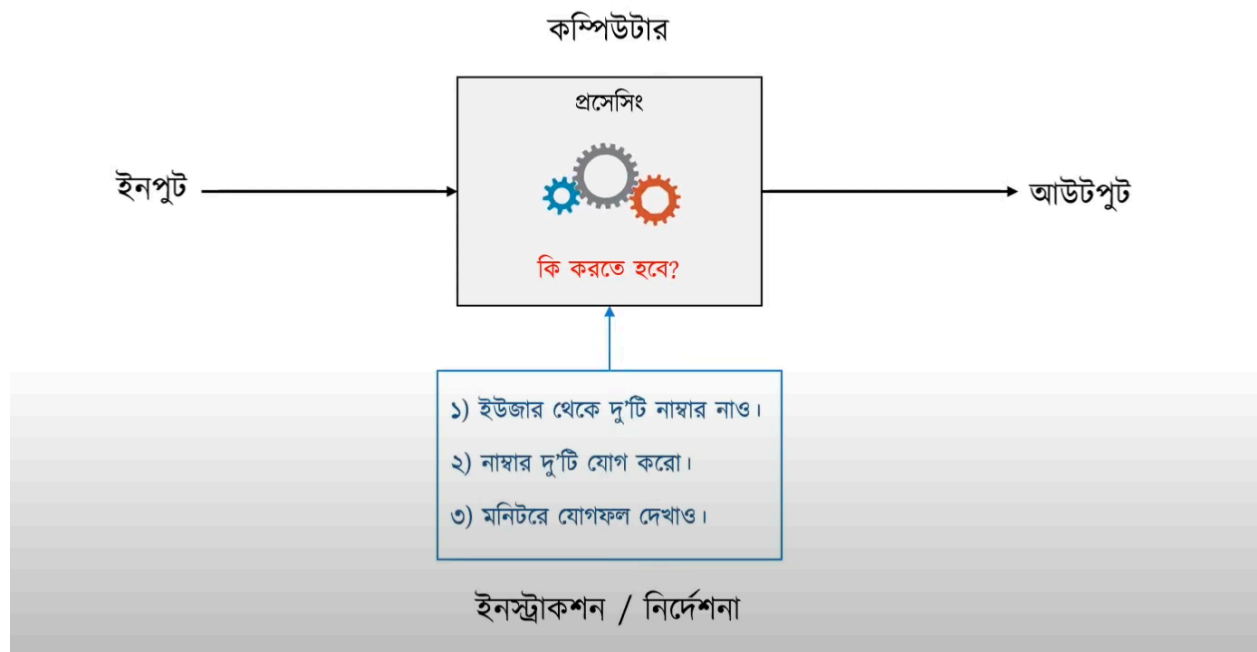 কম্পিউটার
প্রসেসিং
ইনপুট
আউটপুট
কি করতে হবে?
১) ইউজার থেকে দু'টি নাম্বার নাও।
২) নাম্বার দু'টি যোগ করো।
৩) মনিটরে যোগফল দেখাও।
ইনস্ট্রাকশন / নির্দেশনা